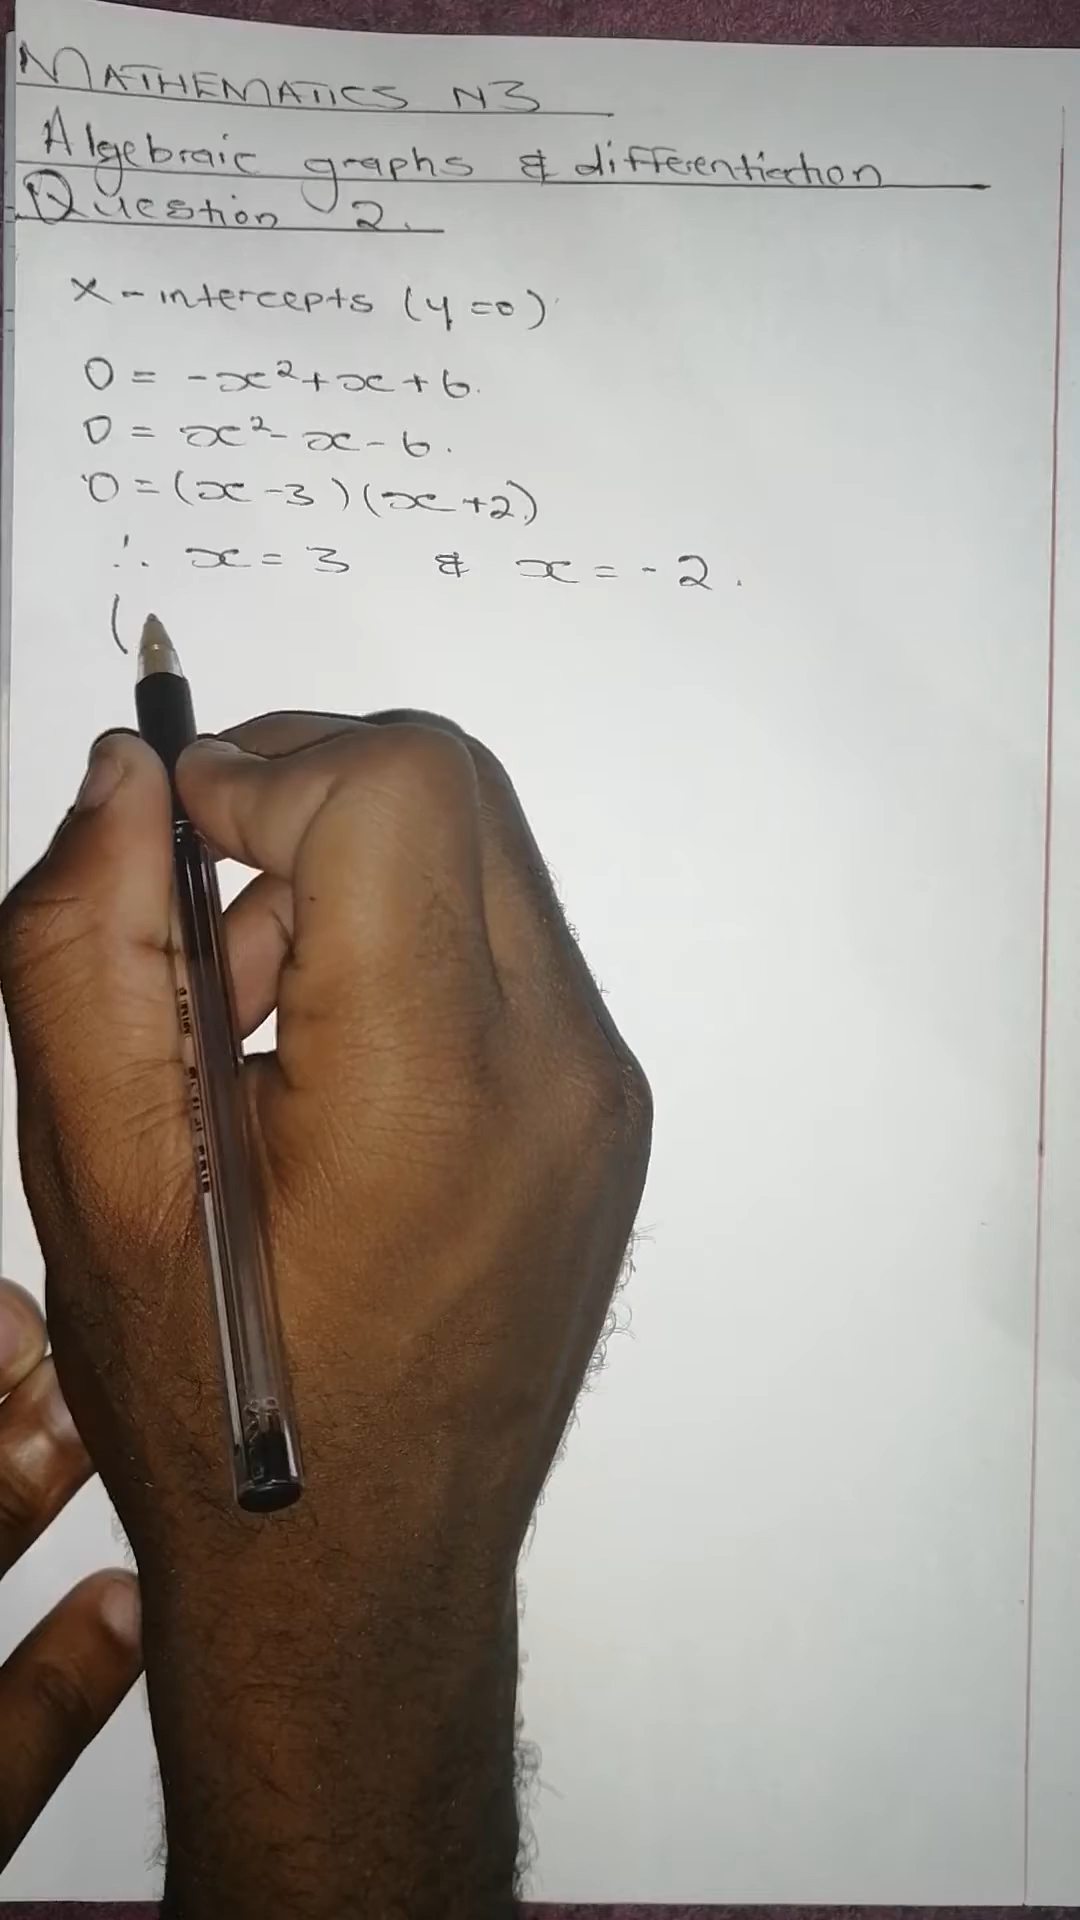 MATHEMATICS N3
Algebraic graphs & differentiation
Question 2.
x-intercepts (y=0)
0 = -x²+x+6.
0 = x²-x-6.
0=(x-3)(x+2)
∴ x=3 & x=-2.
(